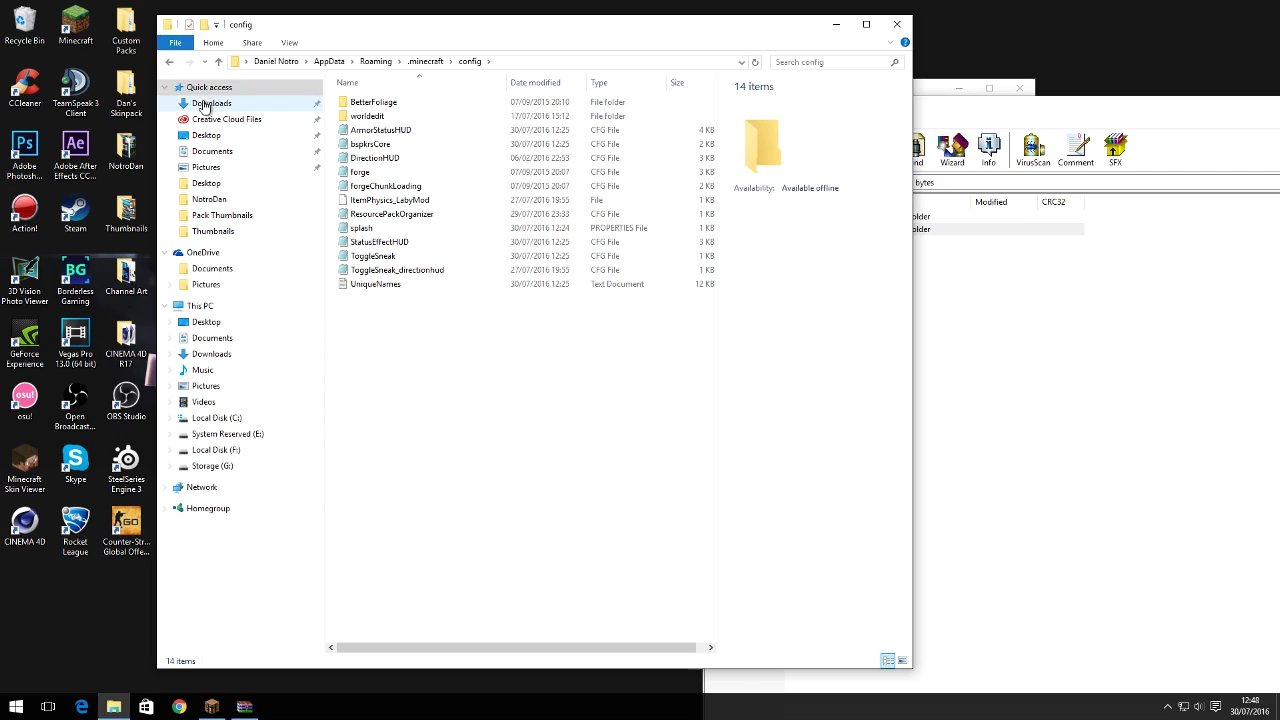 Recycle Bin
Minecraft
Custom Packs
CCleaner
TeamSpeak 3 Client
Dan's Skinpack
Adobe Photosh...
Adobe After Effects CC...
NotroDan
Action!
Steam
Thumbnails
3D Vision Photo Viewer
Borderless Gaming
Channel Art
GeForce Experience
Vegas Pro 13.0 (64 bit)
CINEMA 4D R17
osu!
Open Broadcast...
OBS Studio
Minecraft Skin Viewer
Skype
SteelSeries Engine 3
CINEMA 4D
Rocket League
Counter-Str... Global Offe...
config
File Home Share View
Daniel Notro > AppData > Roaming > .minecraft > config >
Search config
Quick access
Downloads
Creative Cloud Files
Desktop
Documents
Pictures
Desktop
NotroDan
Pack Thumbnails
Thumbnails
OneDrive
Documents
Pictures
This PC
Desktop
Documents
Downloads
Music
Pictures
Videos
Local Disk (C:)
System Reserved (E:)
Local Disk (F:)
Storage (G:)
Network
Homegroup
Name Date modified Type Size
BetterFoliage 07/09/2015 20:10 File folder
worldedit 17/07/2016 15:12 File folder
ArmorStatusHUD 30/07/2016 12:25 CFG File 4 KB
bspkrsCore 30/07/2016 12:25 CFG File 2 KB
DirectionHUD 06/02/2016 22:53 CFG File 3 KB
forge 07/09/2015 20:07 CFG File 3 KB
forgeChunkLoading 07/09/2015 20:07 CFG File 2 KB
ItemPhysics_LabyMod 27/07/2016 19:55 File 1 KB
ResourcePackOrganizer 29/07/2016 23:33 CFG File 1 KB
splash 30/07/2016 12:24 PROPERTIES File 1 KB
StatusEffectHUD 30/07/2016 12:25 CFG File 3 KB
ToggleSneak 30/07/2016 12:25 CFG File 1 KB
ToggleSneak_directionhud 27/07/2016 19:55 CFG File 1 KB
UniqueNames 30/07/2016 12:25 Text Document 12 KB
14 items
Availability: Available offline
14 items
nd Wizard Info VirusScan Comment SFX
bytes
Modified CRC32
older
older
12:48
30/07/2016